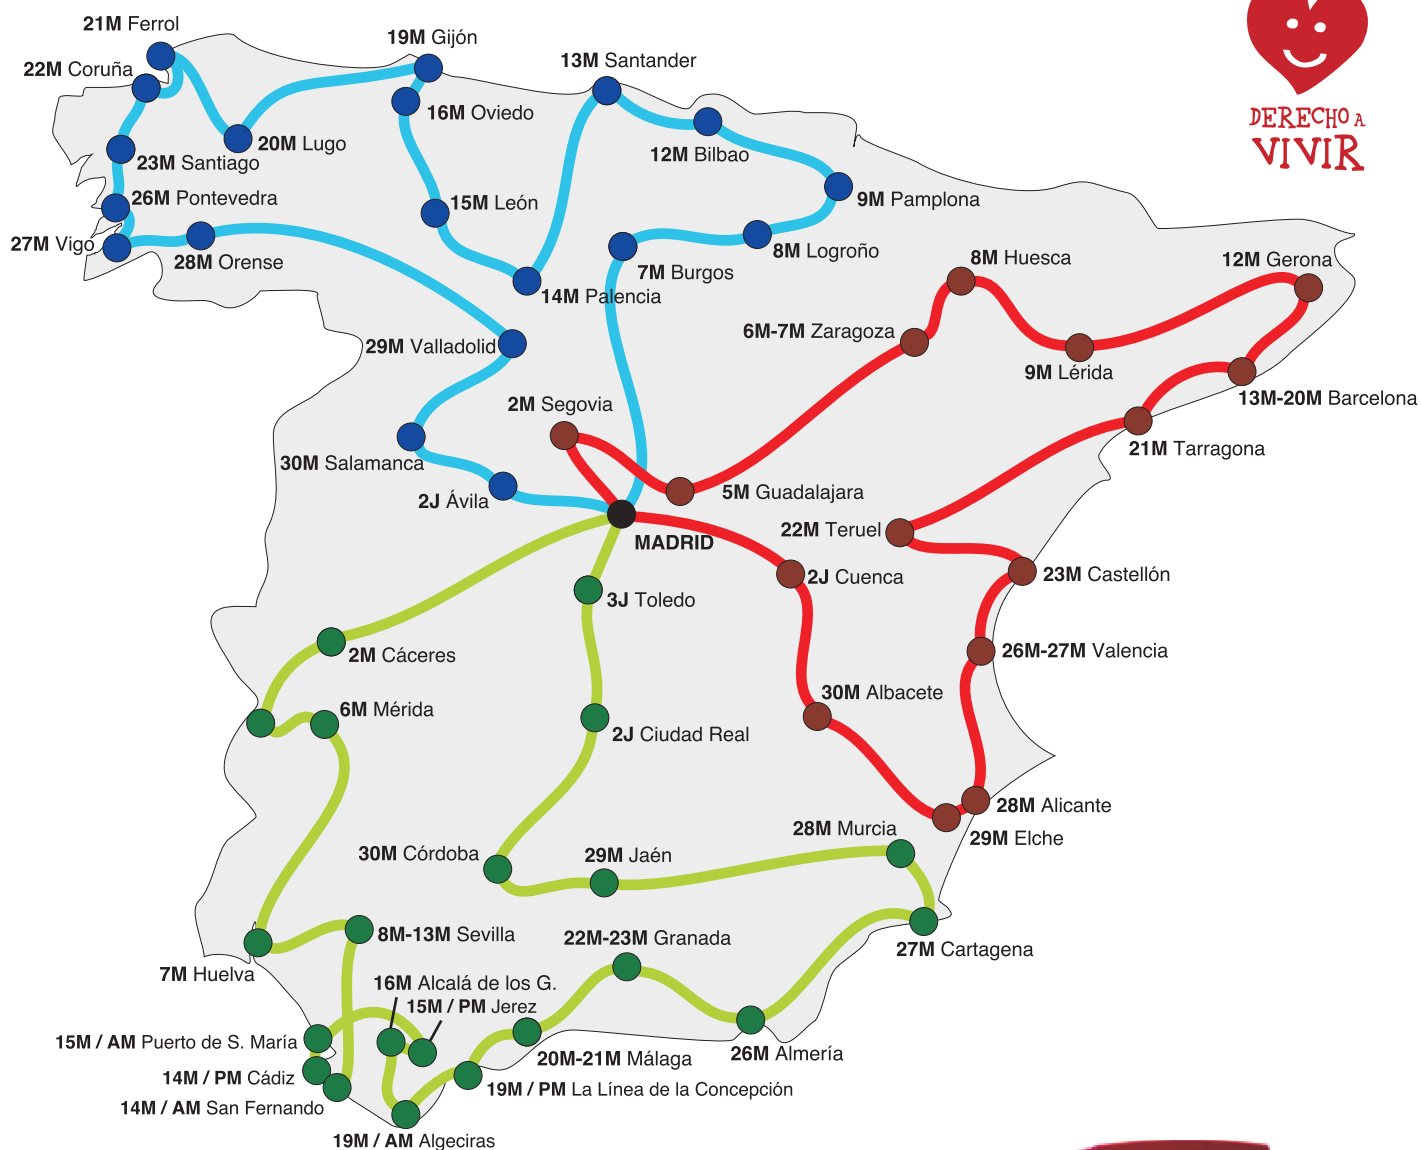 21M Ferrol
19M Gijón
13M Santander
22M Coruña
16M Oviedo
DERECHO A
VIVIR
20M Lugo
12M Bilbao
23M Santiago
26M Pontevedra
15M León
9M Pamplona
27M Vigo
28M Orense
8M Logroño
7M Burgos
8M Huesca
12M Gerona
14M Palencia
6M-7M Zaragoza
29M Valladolid
9M Lérida
13M-20M Barcelona
2M Segovia
21M Tarragona
30M Salamanca
2J Ávila
5M Guadalajara
22M Teruel
MADRID
2J Cuenca
23M Castellón
3J Toledo
26M-27M Valencia
2M Cáceres
30M Albacete
6M Mérida
2J Ciudad Real
28M Alicante
28M Murcia
29M Elche
30M Córdoba
29M Jaén
8M-13M Sevilla
22M-23M Granada
27M Cartagena
7M Huelva
16M Alcalá de los G.
15M / PM Jerez
15M / AM Puerto de S. María
20M-21M Málaga
26M Almería
14M / PM Cádiz
19M / PM La Línea de la Concepción
14M / AM San Fernando
19M / AM Algeciras